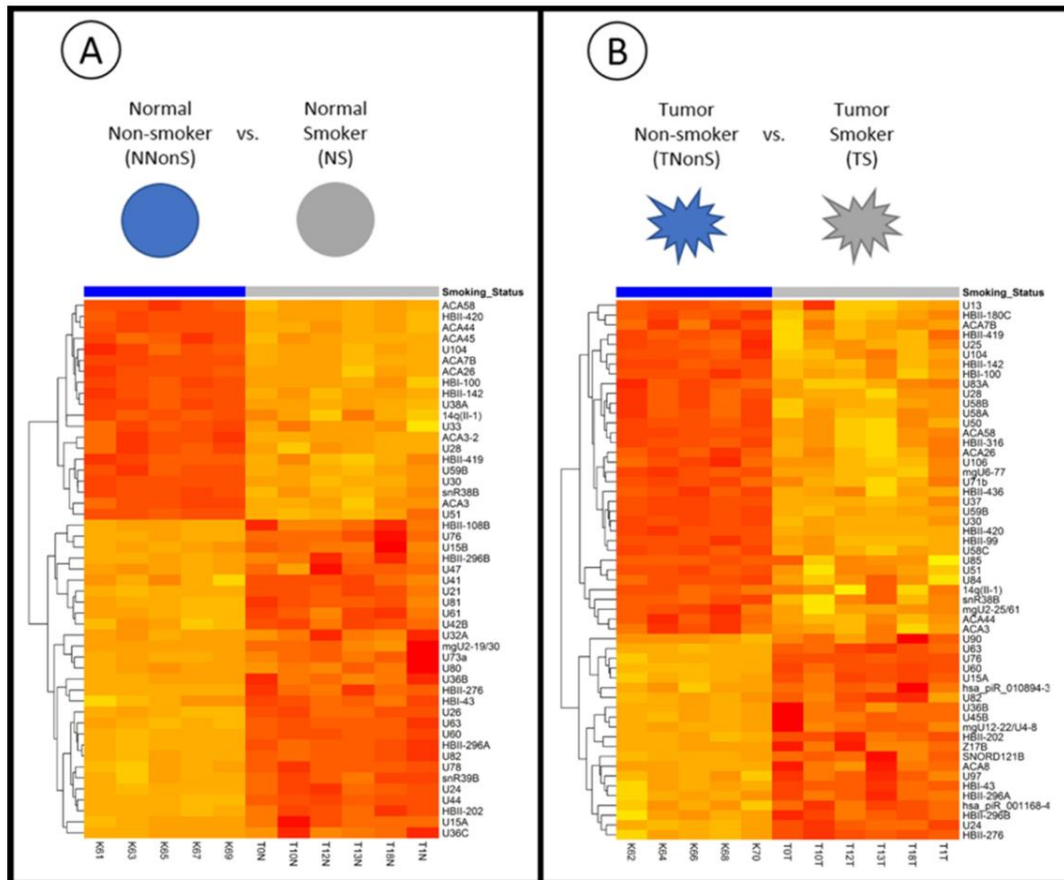 A
Normal
Non-smoker vs.
(NNonS)
Normal
Smoker
(NS)
Smoking_Status
ACA58
HBII-420
ACA44
ACA45
U104
ACA7B
ACA26
HBI-100
HBII-142
U38A
14q(II-1)
U33
ACA3-2
U28
HBII-419
U59B
U30
snR38B
ACA3
U51
HBII-108B
U76
U15B
HBII-296B
U47
U41
U21
U81
U61
U42B
U32A
mgU2-19/30
U73a
U80
U36B
HBII-276
HBI-43
U26
U63
U60
HBII-296A
U82
U78
snR39B
U24
U44
HBII-202
U15A
U36C
K61 K63 K65 K67 K69 T0N T10N T12N T13N T18N T1N
B
Tumor
Non-smoker vs.
(TNonS)
Tumor
Smoker
(TS)
Smoking_Status
U13
HBII-180C
ACA7B
HBII-419
U25
U104
HBII-142
HBI-100
U83A
U28
U58B
U58A
U50
ACA58
HBII-316
ACA26
U106
mgU6-77
U71b
HBII-436
U37
U59B
U30
HBII-420
HBII-99
U58C
U85
U51
U84
14q(II-1)
snR38B
mgU2-25/61
ACA44
ACA3
U90
U63
U76
U60
U15A
hsa_piR_010894-3
U82
U36B
U45B
mgU12-22/U4-8
HBII-202
Z17B
SNORD121B
ACA8
U97
HBI-43
HBII-296A
hsa_piR_001168-4
HBII-296B
U24
HBII-276
K62 K64 K66 K68 K70 T0T T10T T12T T13T T18T T1T